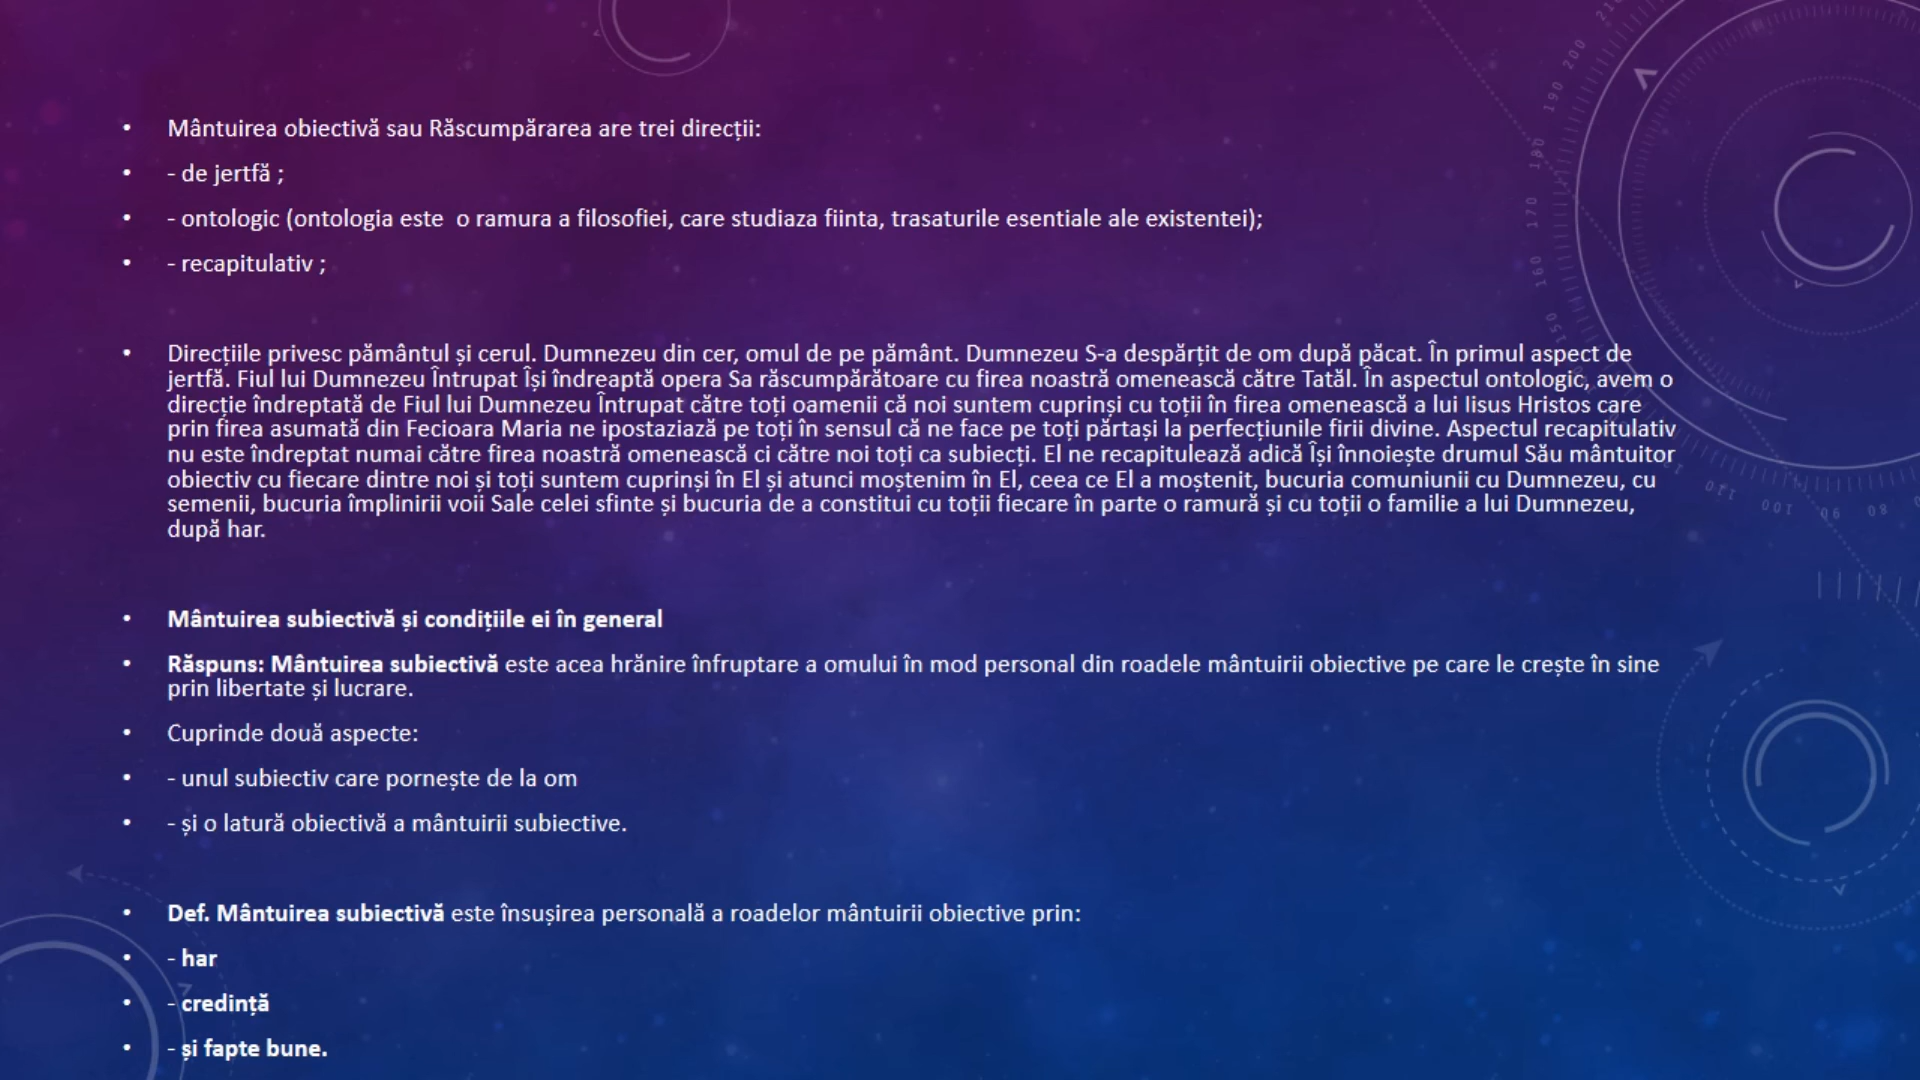 • Mântuirea obiectivă sau Răscumpărarea are trei direcții:
• - de jertfă ;
• - ontologic (ontologia este  o ramura a filosofiei, care studiaza fiinta, trasaturile esentiale ale existentei);
• - recapitulativ ;
• Direcțiile privesc pământul și cerul. Dumnezeu din cer, omul de pe pământ. Dumnezeu S-a despărțit de om după păcat. În primul aspect de
jertfă. Fiul lui Dumnezeu Întrupat Își îndreaptă opera Sa răscumpărătoare cu firea noastră omenească către Tatăl. În aspectul ontologic, avem o
direcție îndreptată de Fiul lui Dumnezeu Întrupat către toți oamenii că noi suntem cuprinși cu toții în firea omenească a lui Iisus Hristos care
prin firea asumată din Fecioara Maria ne ipostaziază pe toți în sensul că ne face pe toți părtași la perfecțiunile firii divine. Aspectul recapitulativ
nu este îndreptat numai către firea noastră omenească ci către noi toți ca subiecți. El ne recapitulează adică Își înnoiește drumul Său mântuitor
obiectiv cu fiecare dintre noi și toți suntem cuprinși în El și atunci moștenim în El, ceea ce El a moștenit, bucuria comuniunii cu Dumnezeu, cu
semenii, bucuria împlinirii voii Sale celei sfinte și bucuria de a constitui cu toții fiecare în parte o ramură și cu toții o familie a lui Dumnezeu,
după har.
• Mântuirea subiectivă și condițiile ei în general
• Răspuns: Mântuirea subiectivă este acea hrănire înfruptare a omului în mod personal din roadele mântuirii obiective pe care le crește în sine
prin libertate și lucrare.
• Cuprinde două aspecte:
• - unul subiectiv care pornește de la om
• - și o latură obiectivă a mântuirii subiective.
• Def. Mântuirea subiectivă este însușirea personală a roadelor mântuirii obiective prin:
• - har
• - credință
• - și fapte bune.
200
190
180
170
160
150
110
100
90
80